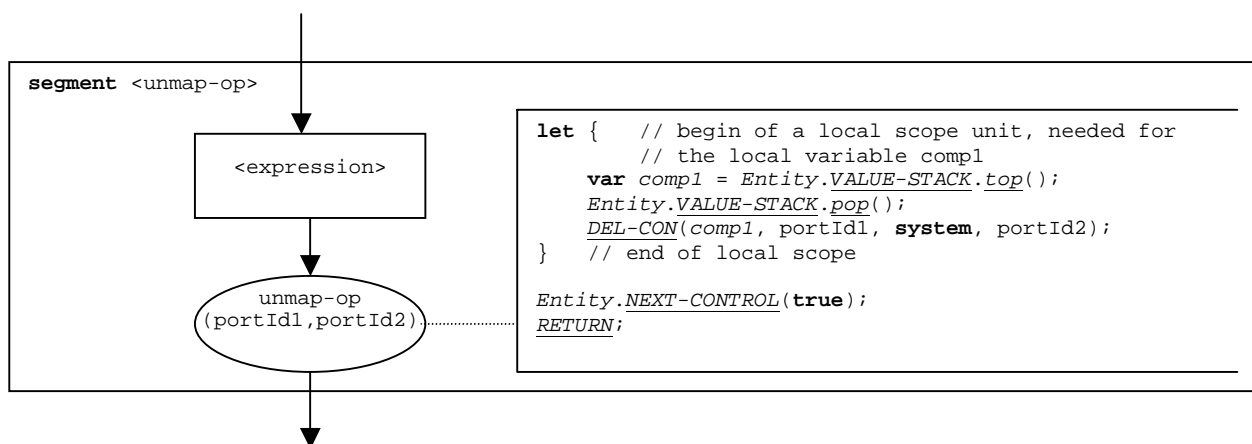 segment <unmap-op>
<expression>
unmap-op
(portId1,portId2)
let { // begin of a local scope unit, needed for
// the local variable comp1
var comp1 = Entity.VALUE-STACK.top();
Entity.VALUE-STACK.pop();
DEL-CON(comp1, portId1, system, portId2);
} // end of local scope
Entity.NEXT-CONTROL(true);
RETURN;